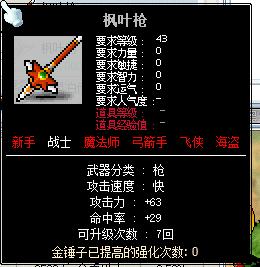 枫叶枪
要求等级： 43
要求力量： 0
要求敏捷： 0
要求智力： 0
要求运气： 0
要求人气度：-
道具等级： -
道具经验值： -
新手 战士 魔法师 弓箭手 飞侠 海盗
武器分类 : 枪
攻击速度 : 快
攻击力 : +63
命中率 : +29
可升级次数 : 7回
金锤子已提高的强化次数: 0